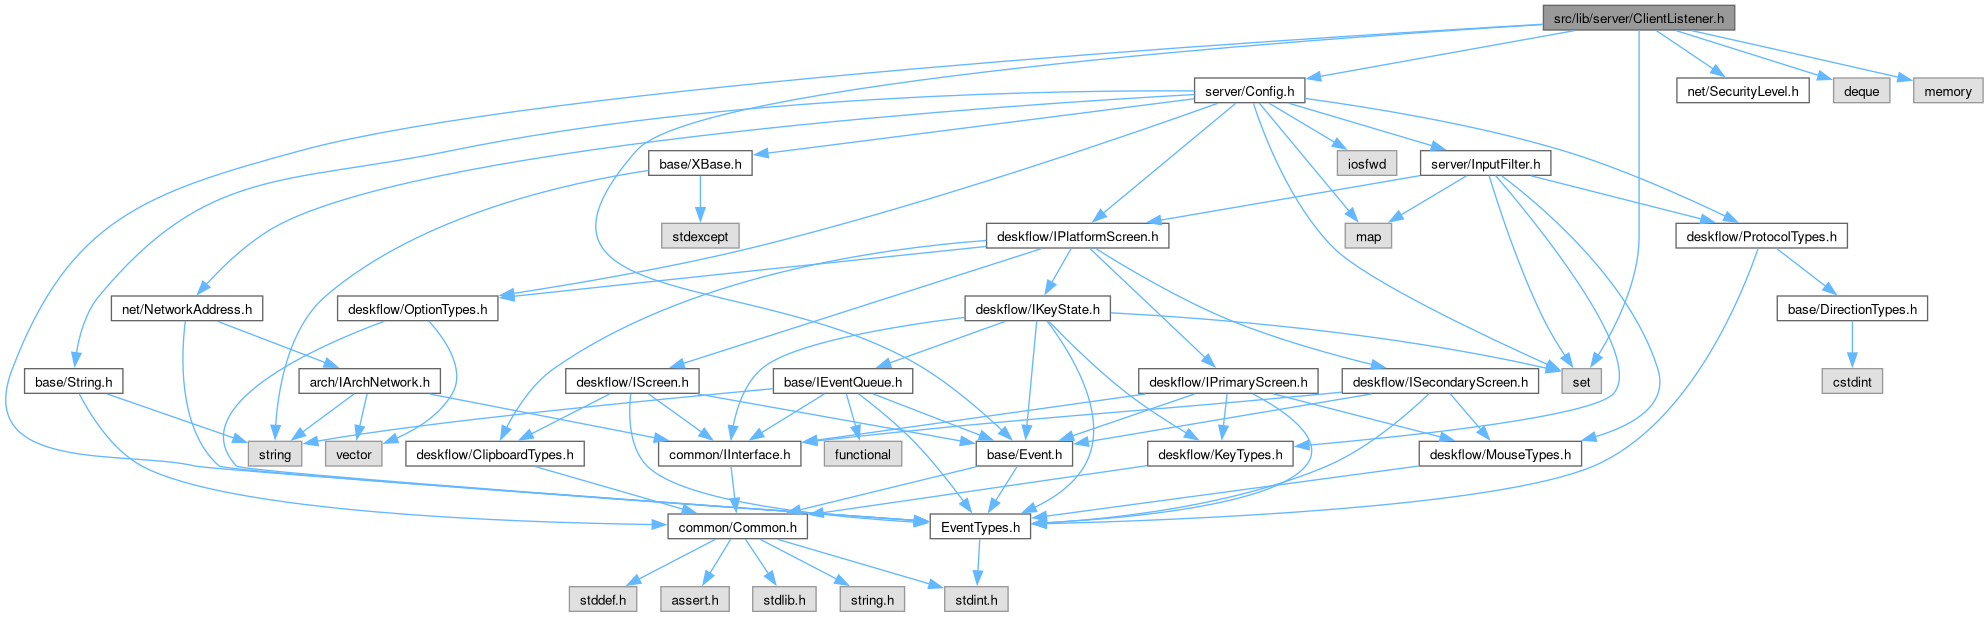 src/lib/server/ClientListener.h
server/Config.h
net/SecurityLevel.h
deque
memory
base/XBase.h
iosfwd
server/InputFilter.h
stdexcept
deskflow/IPlatformScreen.h
map
deskflow/ProtocolTypes.h
net/NetworkAddress.h
deskflow/OptionTypes.h
deskflow/IKeyState.h
base/DirectionTypes.h
base/String.h
arch/IArchNetwork.h
deskflow/IScreen.h
base/IEventQueue.h
deskflow/IPrimaryScreen.h
deskflow/ISecondaryScreen.h
set
cstdint
string
vector
deskflow/ClipboardTypes.h
common/IInterface.h
functional
base/Event.h
deskflow/KeyTypes.h
deskflow/MouseTypes.h
common/Common.h
EventTypes.h
stddef.h
assert.h
stdlib.h
string.h
stdint.h